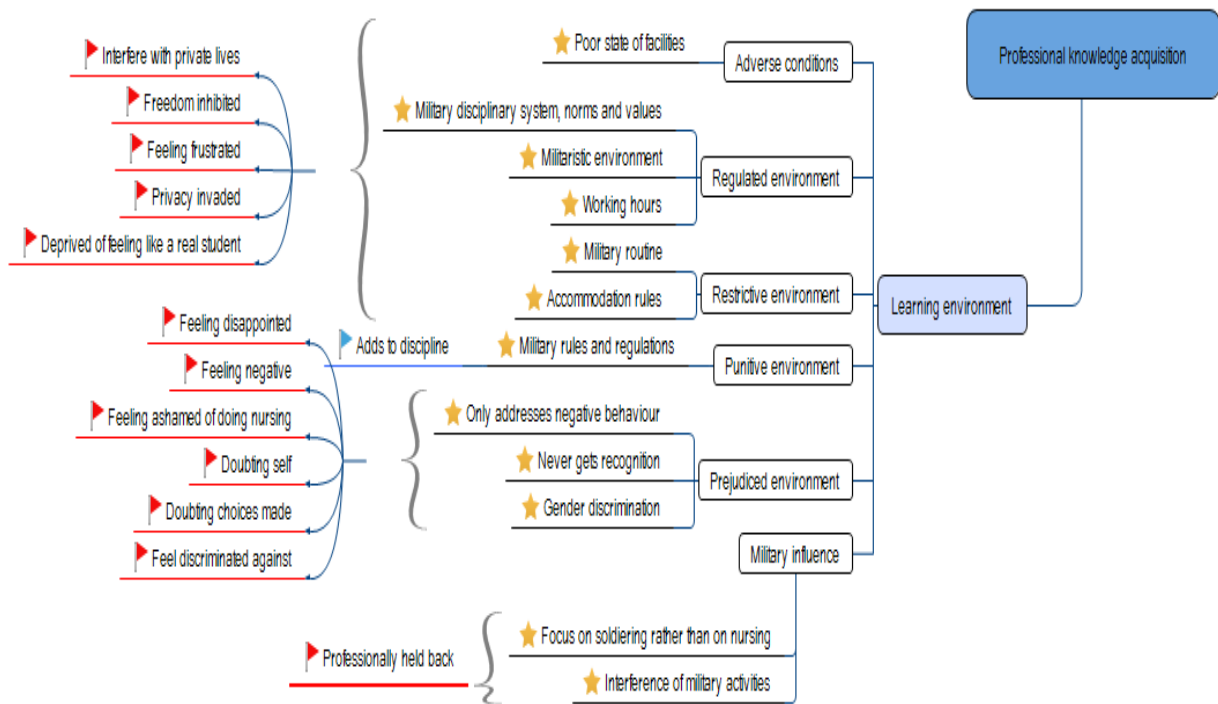 Professional knowledge acquisition
Learning environment
Adverse conditions
Poor state of facilities
Regulated environment
Military disciplinary system, norms and values
Militaristic environment
Working hours
Restrictive environment
Military routine
Accommodation rules
Interfere with private lives
Freedom inhibited
Feeling frustrated
Privacy invaded
Deprived of feeling like a real student
Punitive environment
Military rules and regulations
Adds to discipline
Prejudiced environment
Only addresses negative behaviour
Never gets recognition
Gender discrimination
Feeling disappointed
Feeling negative
Feeling ashamed of doing nursing
Doubting self
Doubting choices made
Feel discriminated against
Military influence
Focus on soldiering rather than on nursing
Interference of military activities
Professionally held back